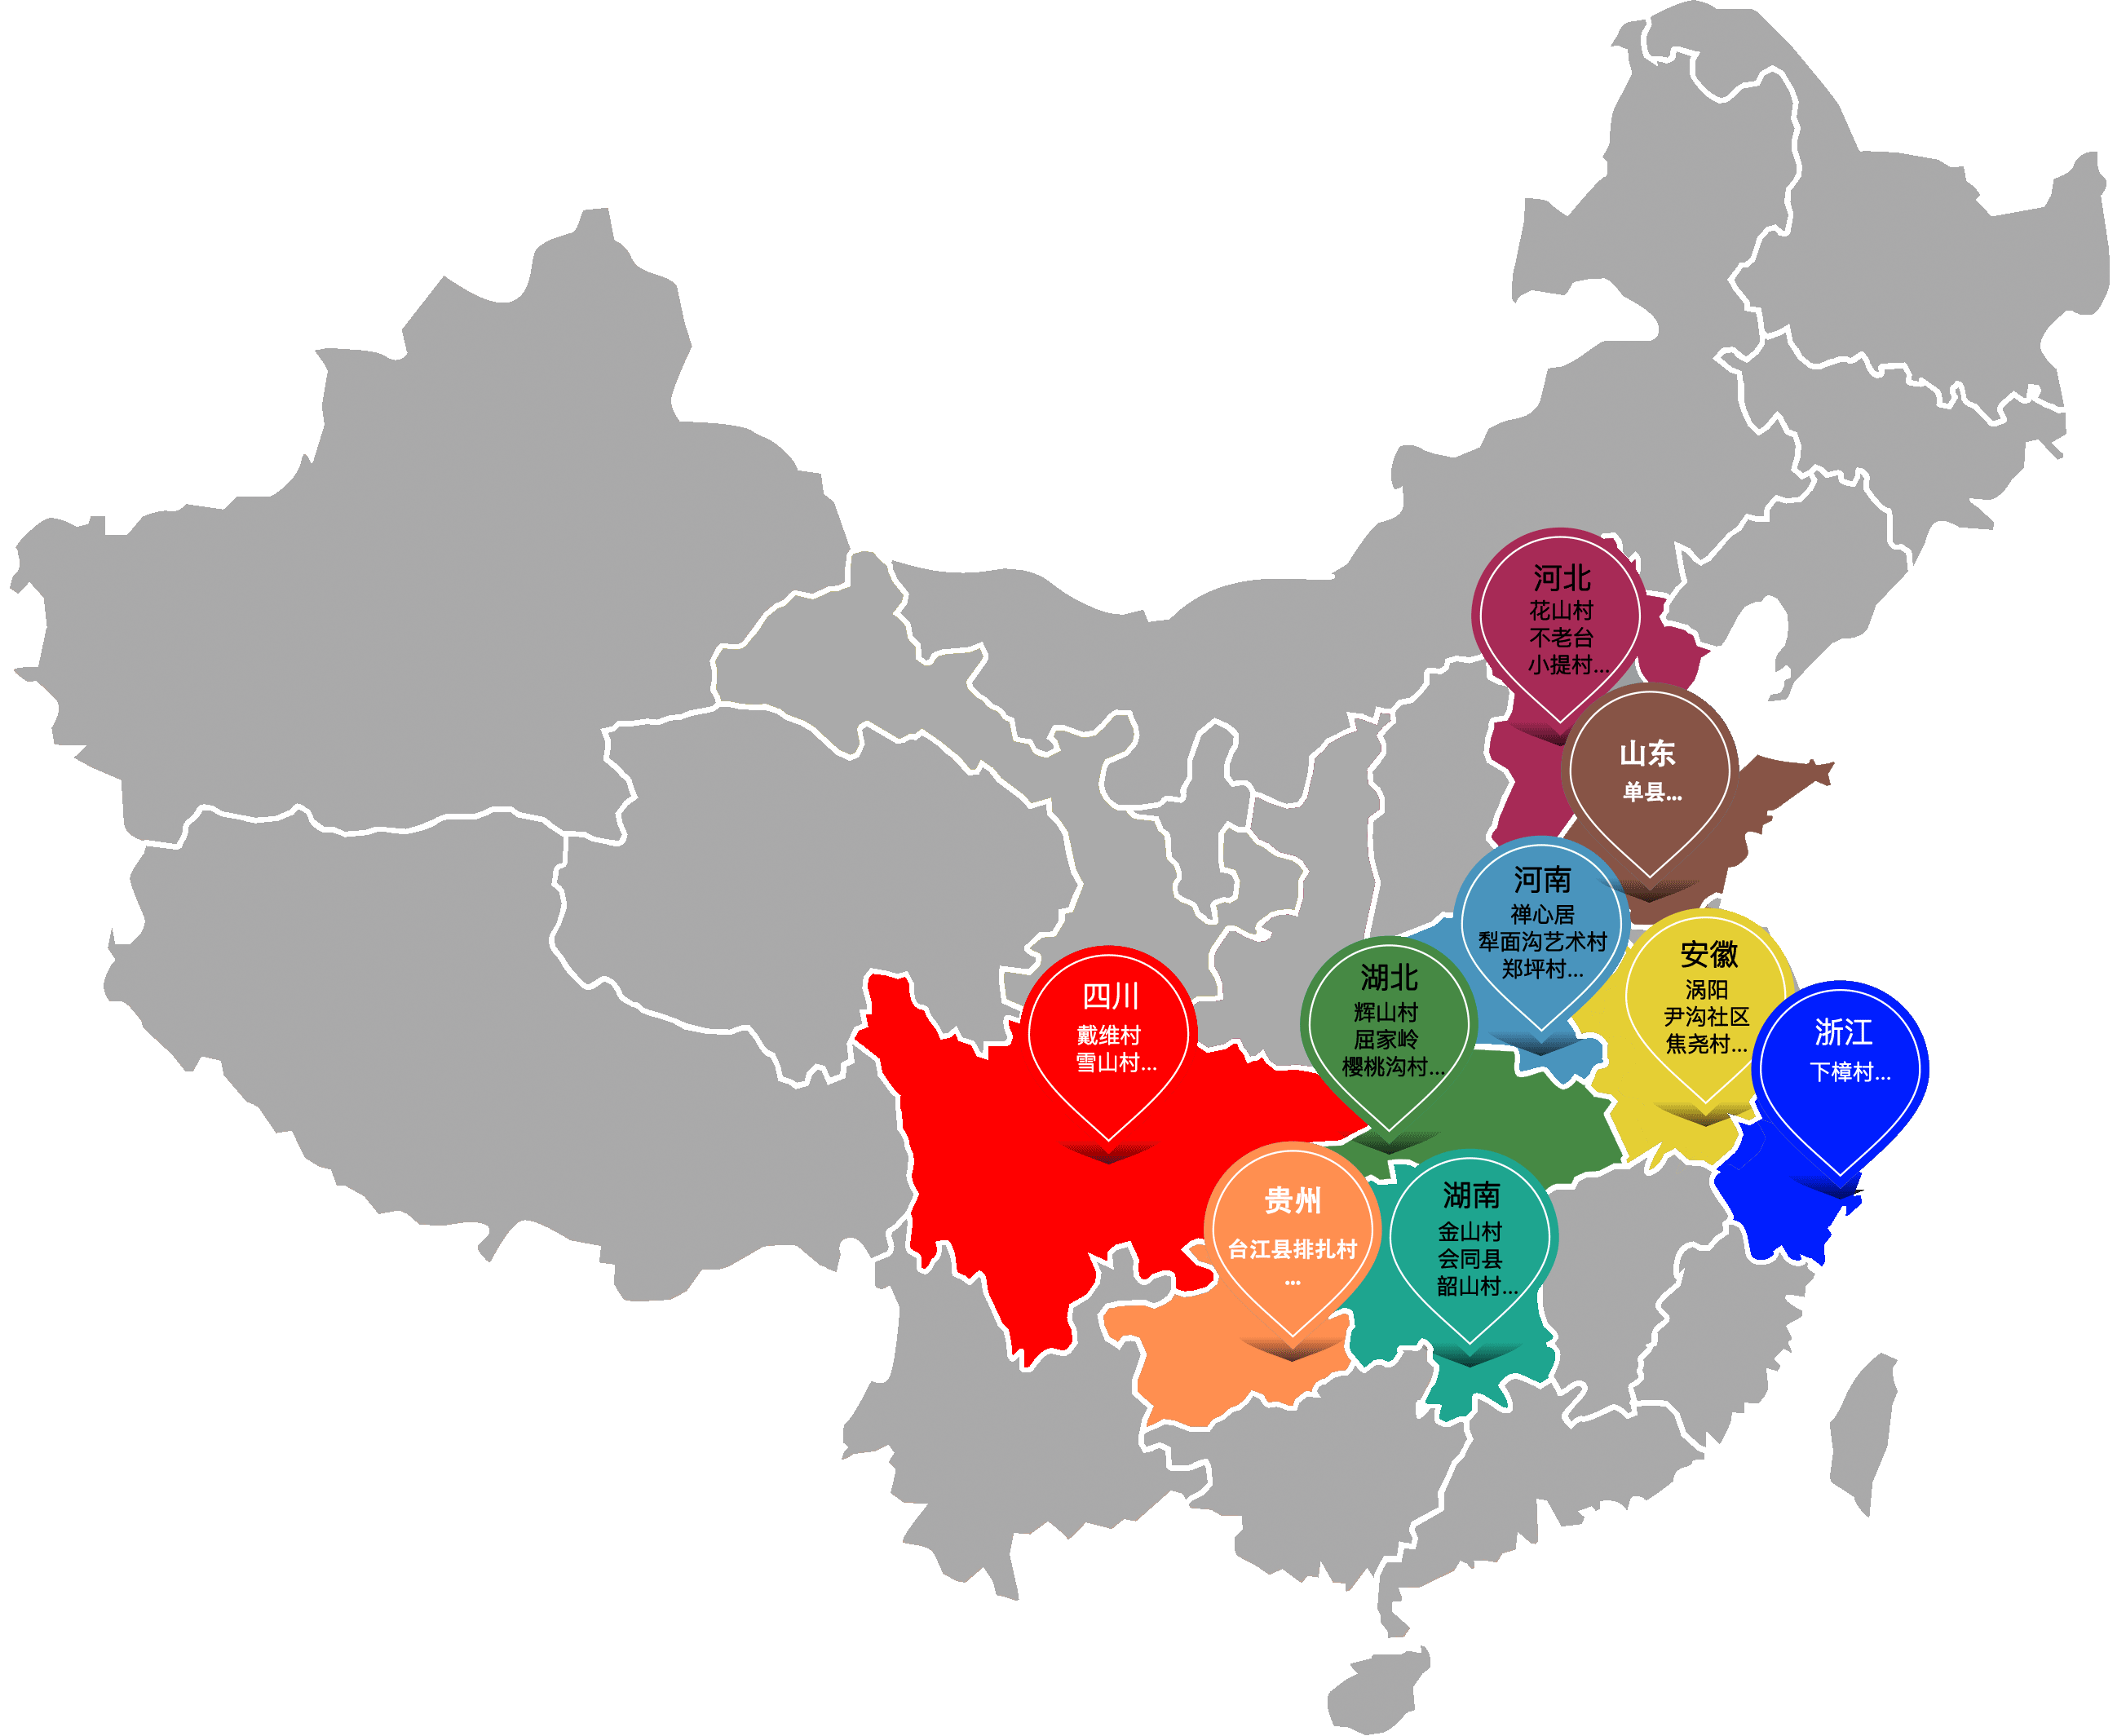 河北
花山村
不老台
小提村...
山东
单县...
河南
禅心居
犁面沟艺术村
郑坪村...
安徽
涡阳
尹沟社区
焦尧村...
湖北
辉山村
屈家岭
樱桃沟村...
四川
戴维村
雪山村...
浙江
下樟村...
贵州
台江县排扎村
...
湖南
金山村
会同县
韶山村...